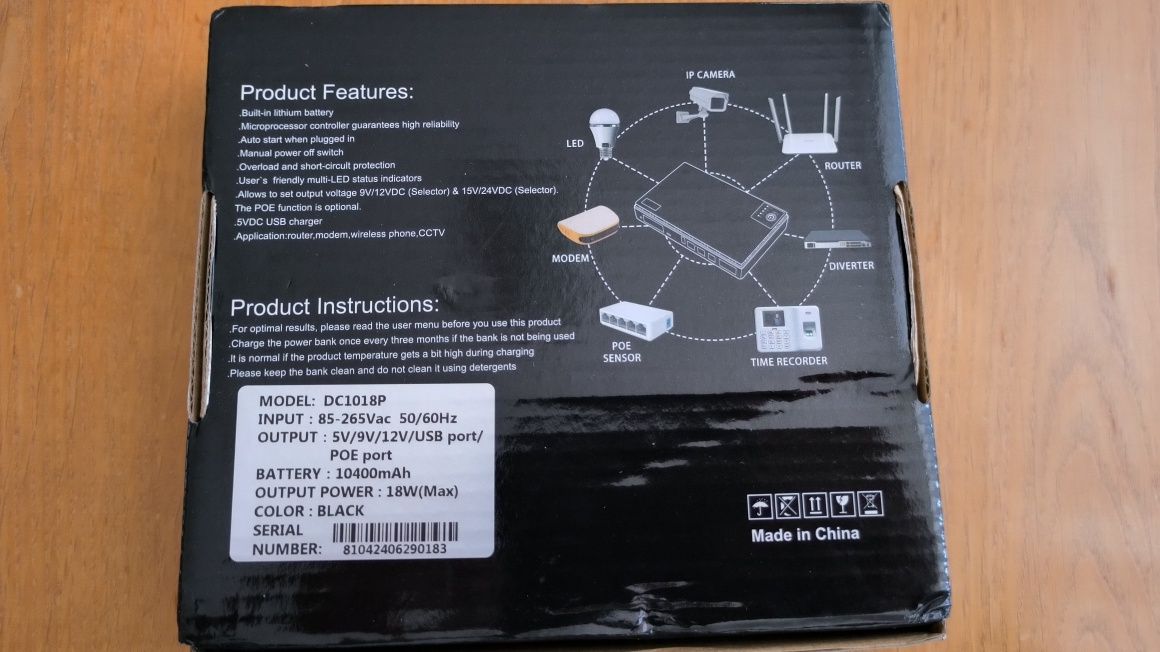 Product Features:
.Built-in lithium battery
.Microprocessor controller guarantees high reliability
.Auto start when plugged in
.Manual power off switch
.Overload and short-circuit protection
.User`s friendly multi-LED status indicators
.Allows to set output voltage 9V/12VDC (Selector) & 15V/24VDC (Selector).
The POE function is optional.
.5VDC USB charger
.Application:router,modem,wireless phone,CCTV
IP CAMERA
LED
ROUTER
MODEM
DIVERTER
POE
SENSOR
TIME RECORDER
Product Instructions:
.For optimal results, please read the user menu before you use this product
.Charge the power bank once every three months if the bank is not being used
.It is normal if the product temperature gets a bit high during charging
.Please keep the bank clean and do not clean it using detergents
MODEL: DC1018P
INPUT : 85-265Vac 50/60Hz
OUTPUT : 5V/9V/12V/USB port/
POE port
BATTERY : 10400mAh
OUTPUT POWER : 18W(Max)
COLOR : BLACK
SERIAL
NUMBER: 81042406290183
Made in China